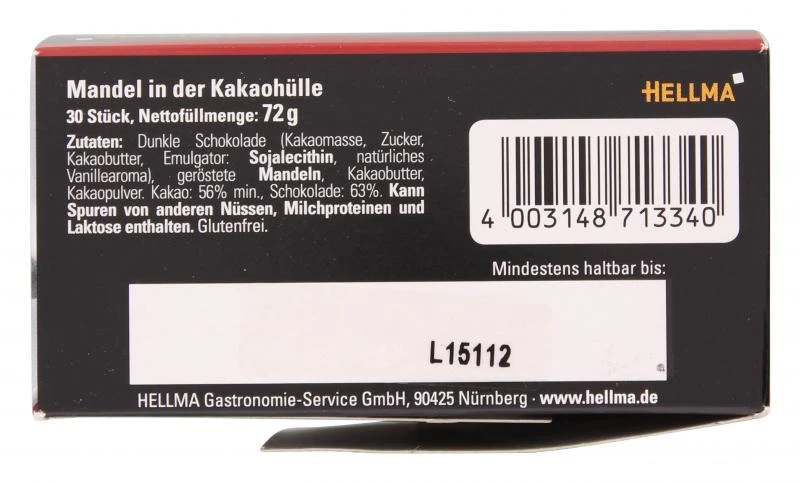 Mandel in der Kakaohülle
30 Stück, Nettofüllmenge: 72 g
Zutaten: Dunkle Schokolade (Kakaomasse, Zucker,
Kakaobutter, Emulgator: Sojalecithin, natürliches
Vanillearoma), geröstete Mandeln, Kakaobutter,
Kakaopulver. Kakao: 56% min., Schokolade: 63%. Kann
Spuren von anderen Nüssen, Milchproteinen und
Laktose enthalten. Glutenfrei.
HELLMA
4 003148 713340
Mindestens haltbar bis:
L15112
HELLMA Gastronomie-Service GmbH, 90425 Nürnberg · www.hellma.de